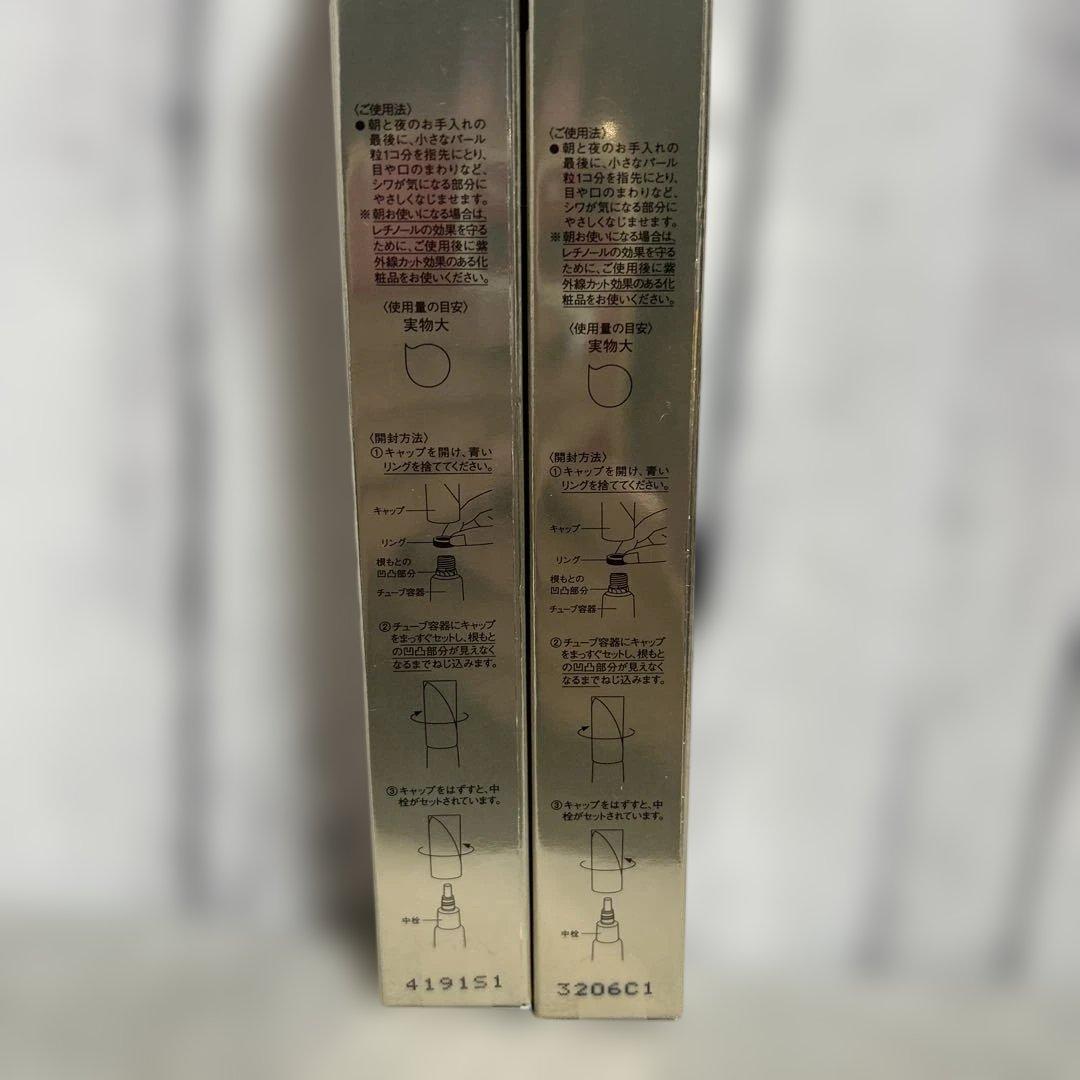 〈ご使用法〉
●朝と夜のお手入れの
最後に、小さなパール
粒1コ分を指先にとり、
目や口のまわりなど、
シワが気になる部分に
やさしくなじませます。
※朝お使いになる場合は、
レチノールの効果を守る
ために、ご使用後に紫
外線カット効果のある化
粧品をお使いください。
〈使用量の目安〉
実物大
〈開封方法〉
①キャップを開け、青い
リングを捨ててください。
キャップ
リング
根もとの
凹凸部分
チューブ容器
②チューブ容器にキャップ
をまっすぐセットし、根もと
の凹凸部分が見えなく
なるまでねじ込みます。
③キャップをはずすと、中
栓がセットされています。
中栓
4191S1
〈ご使用法〉
●朝と夜のお手入れの
最後に、小さなパール
粒1コ分を指先にとり、
目や口のまわりなど、
シワが気になる部分に
やさしくなじませます。
※朝お使いになる場合は、
レチノールの効果を守る
ために、ご使用後に紫
外線カット効果のある化
粧品をお使いください。
〈使用量の目安〉
実物大
〈開封方法〉
①キャップを開け、青い
リングを捨ててください。
キャップ
リング
根もとの
凹凸部分
チューブ容器
②チューブ容器にキャップ
をまっすぐセットし、根もと
の凹凸部分が見えなく
なるまでねじ込みます。
③キャップをはずすと、中
栓がセットされています。
中栓
3206C1